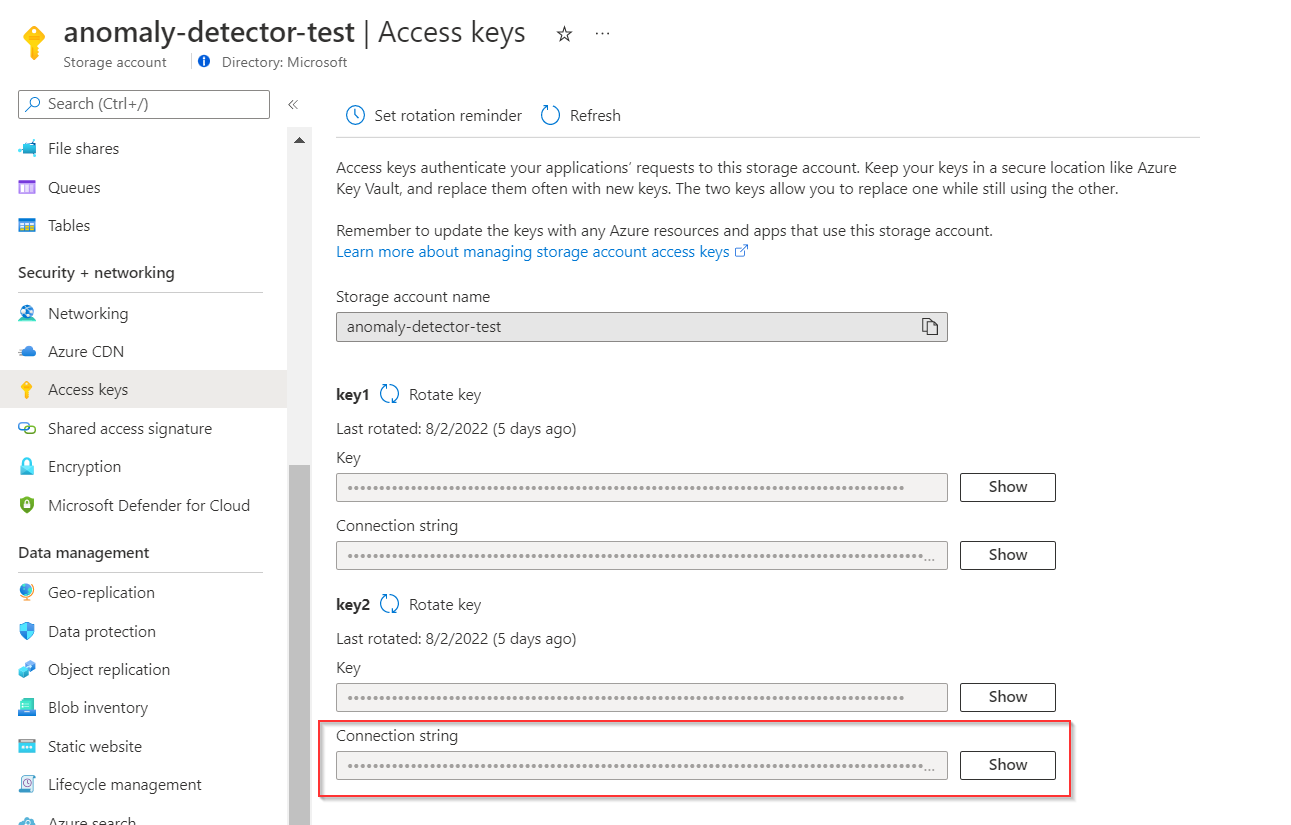 anomaly-detector-test | Access keys
Storage account
Directory: Microsoft
Search (Ctrl+/)
File shares
Queues
Tables
Security + networking
Networking
Azure CDN
Access keys
Shared access signature
Encryption
Microsoft Defender for Cloud
Data management
Geo-replication
Data protection
Object replication
Blob inventory
Static website
Lifecycle management
Azure search
Set rotation reminder
Refresh
Access keys authenticate your applications’ requests to this storage account. Keep your keys in a secure location like Azure
Key Vault, and replace them often with new keys. The two keys allow you to replace one while still using the other.
Remember to update the keys with any Azure resources and apps that use this storage account.
Learn more about managing storage account access keys
Storage account name
anomaly-detector-test
key1 Rotate key
Last rotated: 8/2/2022 (5 days ago)
Key
Show
Connection string
Show
key2 Rotate key
Last rotated: 8/2/2022 (5 days ago)
Key
Show
Connection string
Show